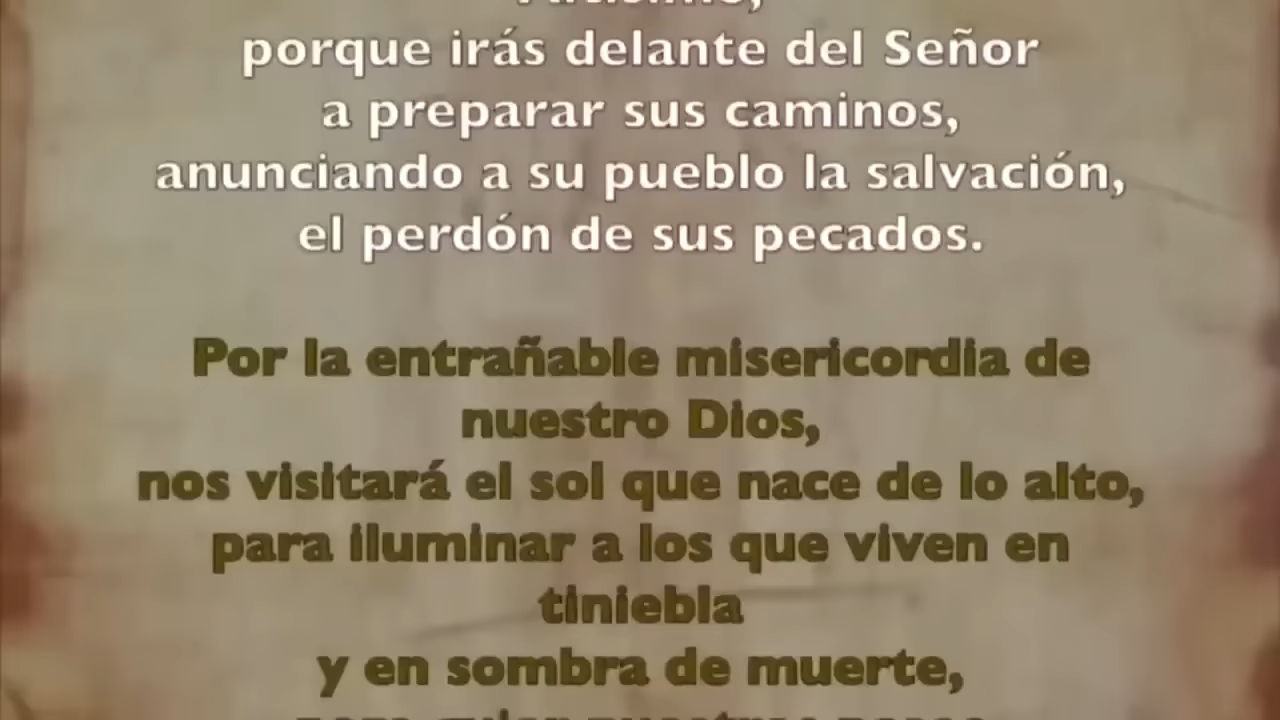 porque irás delante del Señor
a preparar sus caminos,
anunciando a su pueblo la salvación,
el perdón de sus pecados.
Por la entrañable misericordia de
nuestro Dios,
nos visitará el sol que nace de lo alto,
para iluminar a los que viven en
tiniebla
y en sombra de muerte,